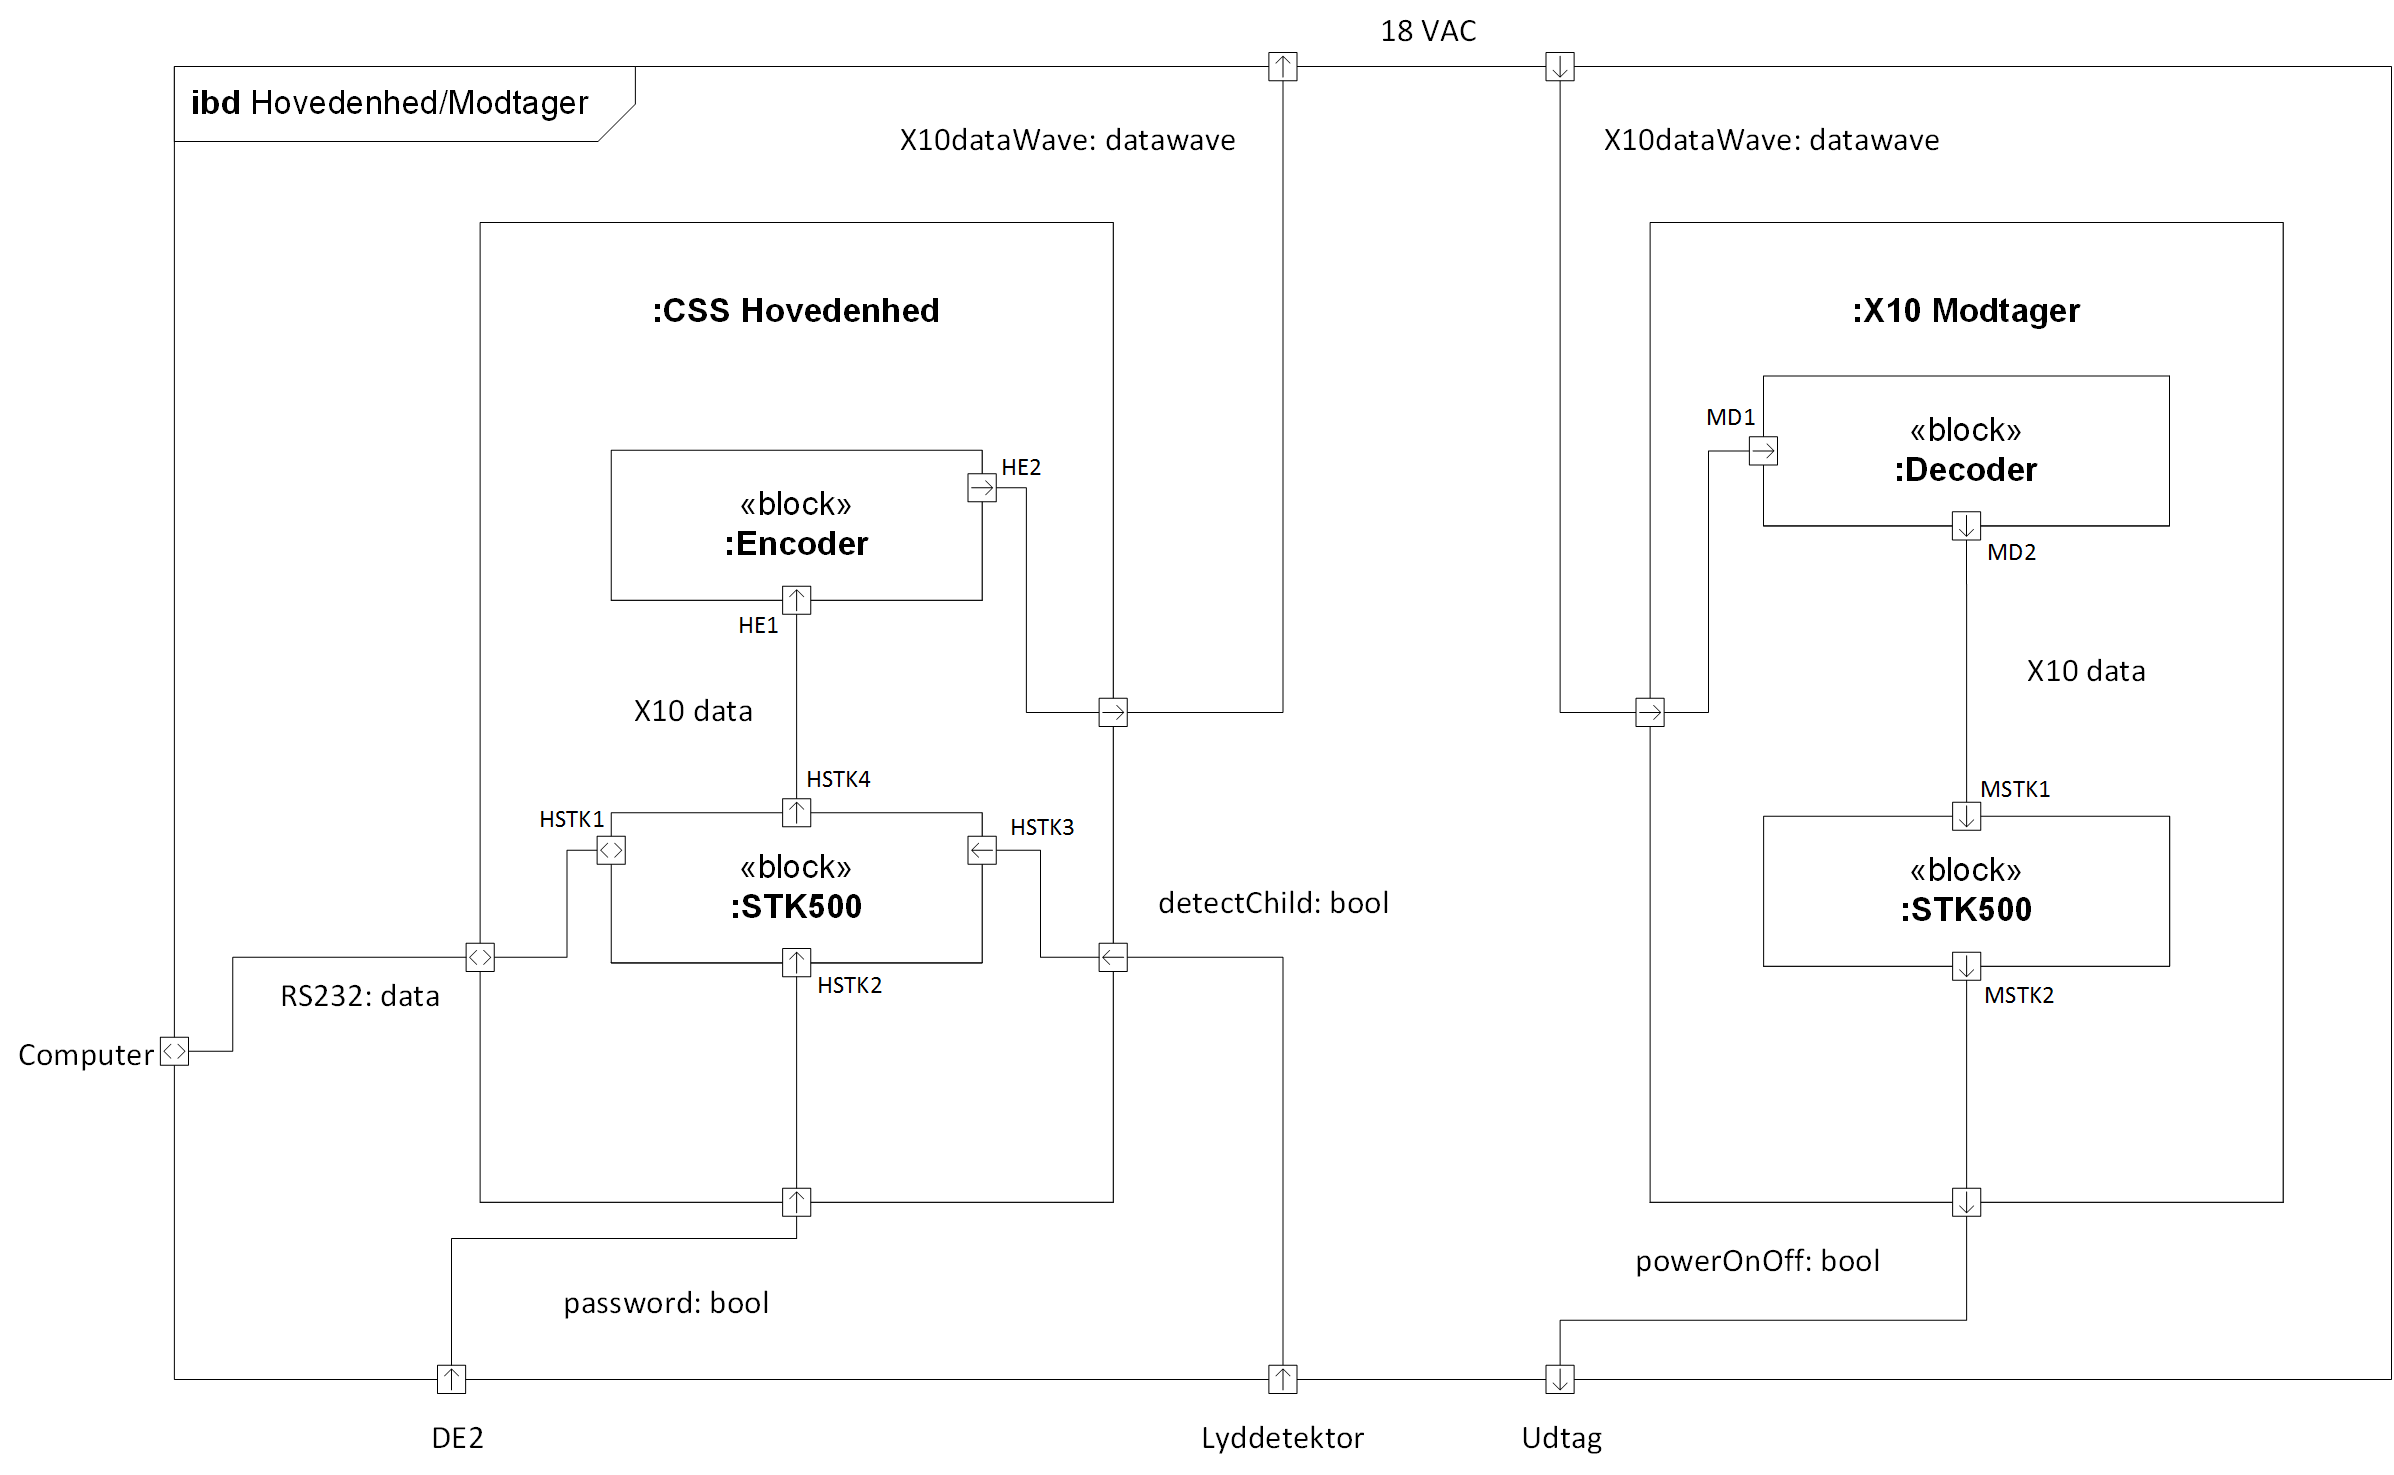 18 VAC
ibd Hovedenhed/Modtager
X10dataWave: datawave
X10dataWave: datawave
:CSS Hovedenhed
:X10 Modtager
MD1
«block»
:Decoder
MD2
HE2
«block»
:Encoder
HE1
X10 data
X10 data
HSTK4
MSTK1
HSTK1
HSTK3
«block»
:STK500
«block»
:STK500
detectChild: bool
HSTK2
MSTK2
RS232: data
Computer
powerOnOff: bool
password: bool
DE2
Lyddetektor
Udtag